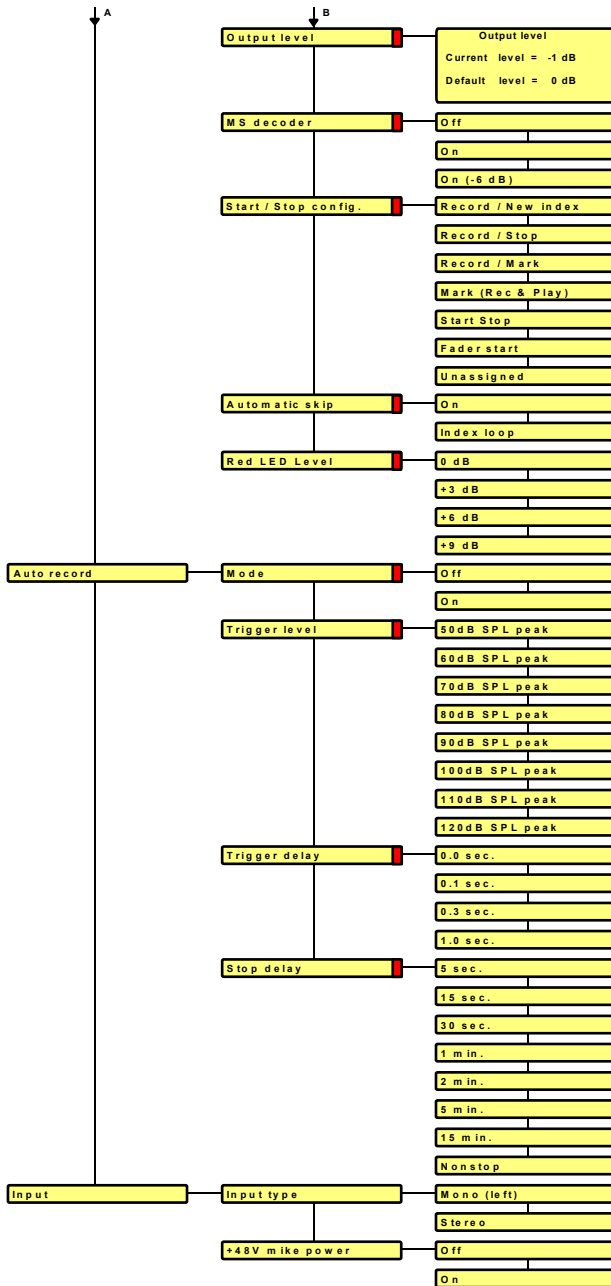 A B
Output level Output level
Current level = -1 dB
Default level = 0 dB
MS decoder Off
On
On (-6 dB)
Start / Stop config. Record / New index
Record / Stop
Record / Mark
Mark (Rec & Play)
Start Stop
Fader start
Unassigned
Automatic skip On
Index loop
Red LED Level 0 dB
+3 dB
+6 dB
+9 dB
Auto record Mode Off
On
Trigger level 50dB SPL peak
60dB SPL peak
70dB SPL peak
80dB SPL peak
90dB SPL peak
100dB SPL peak
110dB SPL peak
120dB SPL peak
Trigger delay 0.0 sec.
0.1 sec.
0.3 sec.
1.0 sec.
Stop delay 5 sec.
15 sec.
30 sec.
1 min.
2 min.
5 min.
15 min.
Nonstop
Input Input type Mono (left)
Stereo
+48V mike power Off
On